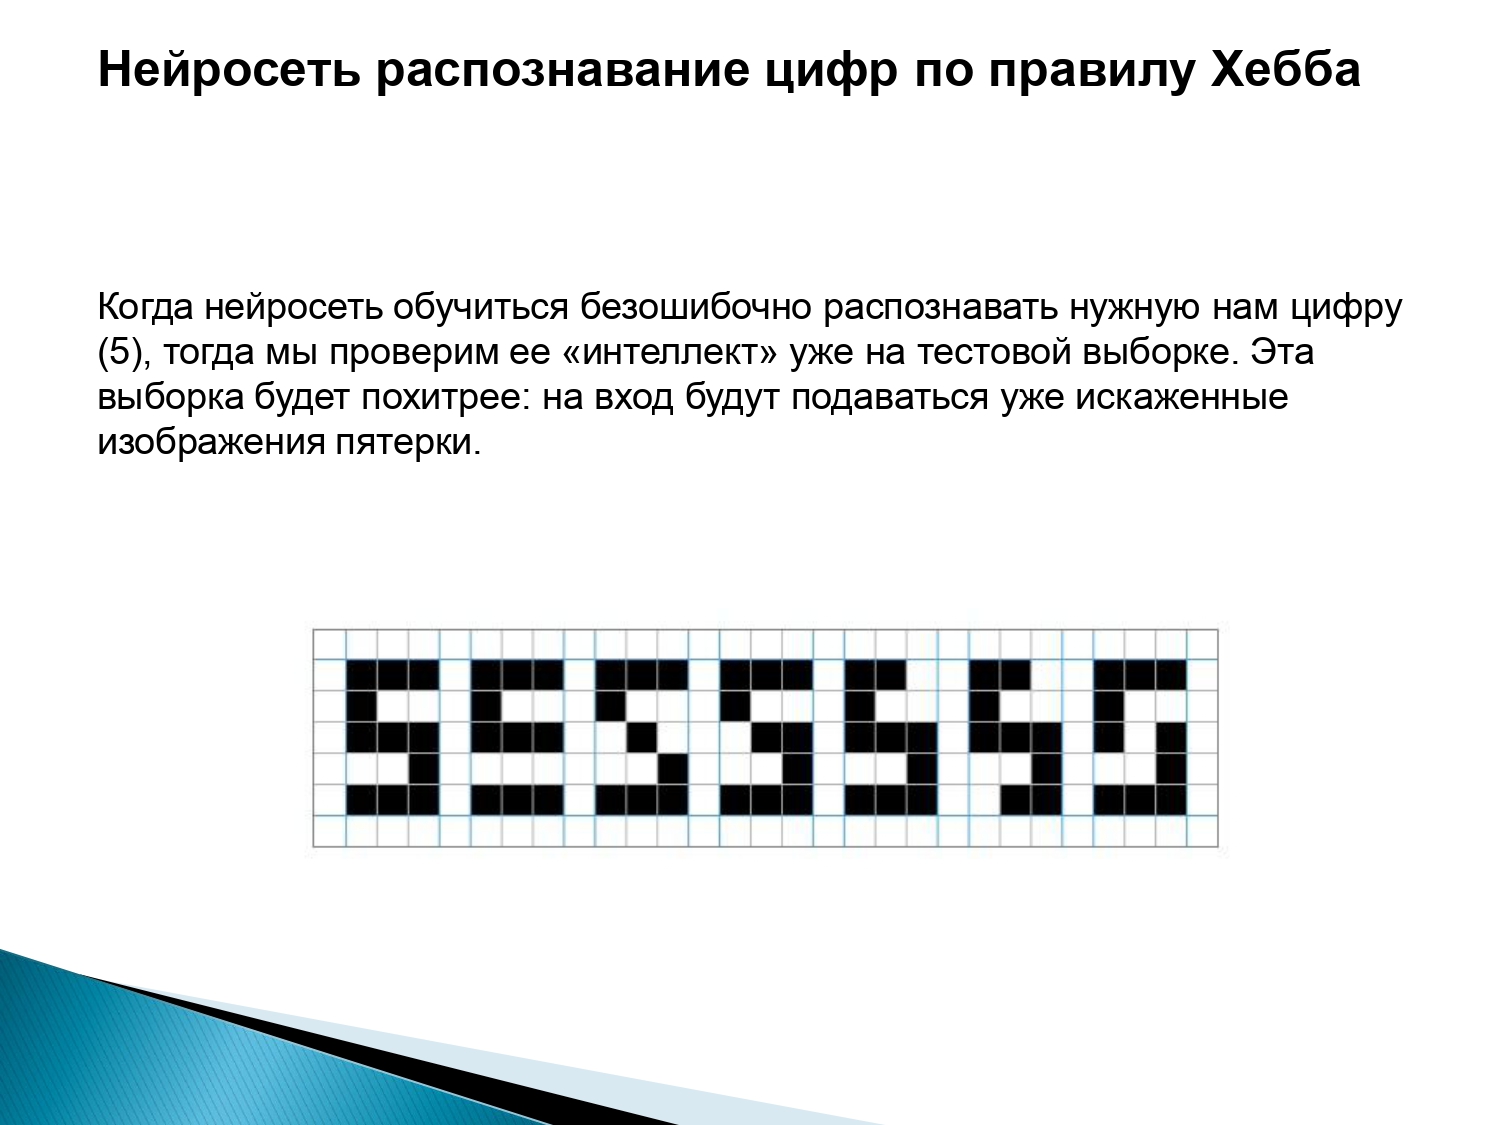 Нейросеть распознавание цифр по правилу Хебба
Когда нейросеть обучиться безошибочно распознавать нужную нам цифру
(5), тогда мы проверим ее «интеллект» уже на тестовой выборке. Эта
выборка будет похитрее: на вход будут подаваться уже искаженные
изображения пятерки.